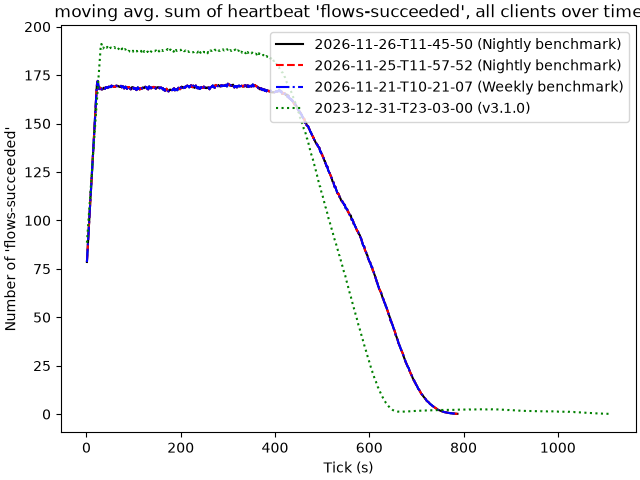 moving avg. sum of heartbeat 'flows-succeeded', all clients over time
200
175
150
125
100
75
50
25
0
Number of 'flows-succeeded'
2026-11-26-T11-45-50 (Nightly benchmark)
2026-11-25-T11-57-52 (Nightly benchmark)
2026-11-21-T10-21-07 (Weekly benchmark)
2023-12-31-T23-03-00 (v3.1.0)
0 200 400 600 800 1000
Tick (s)